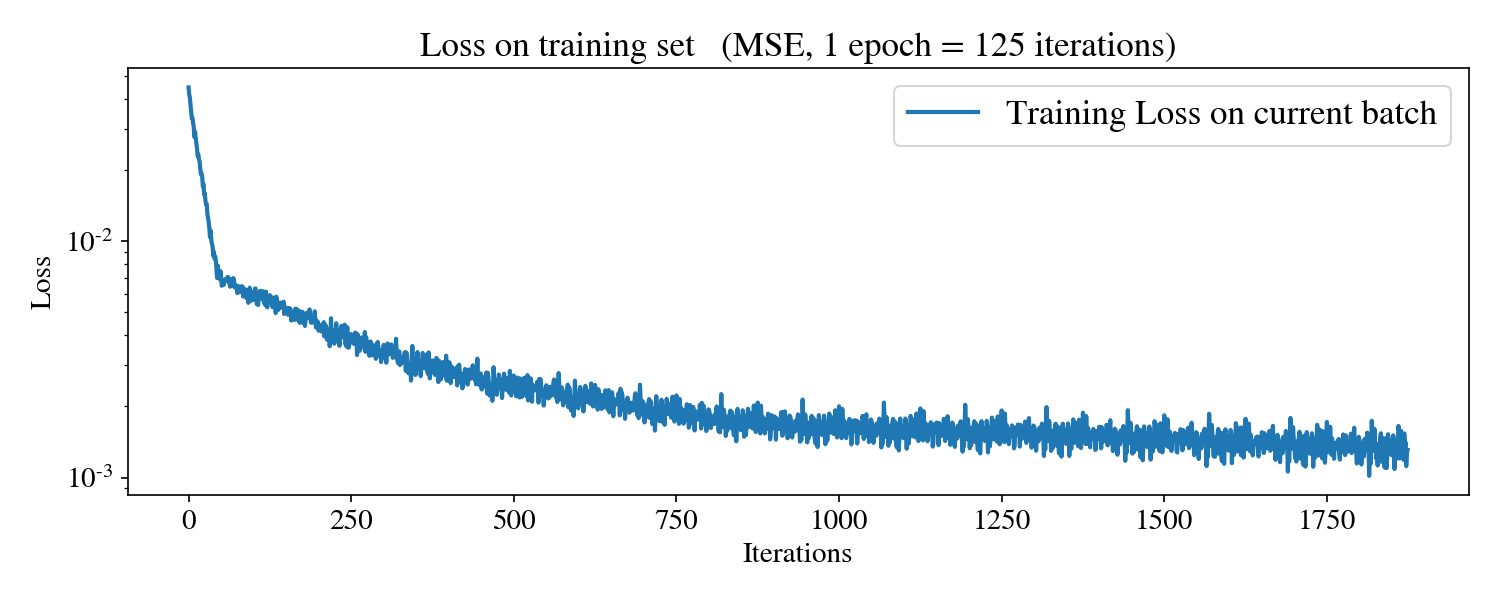 Loss on training set (MSE, 1 epoch = 125 iterations)
Training Loss on current batch
Loss
10-2
10-3
0 250 500 750 1000 1250 1500 1750
Iterations